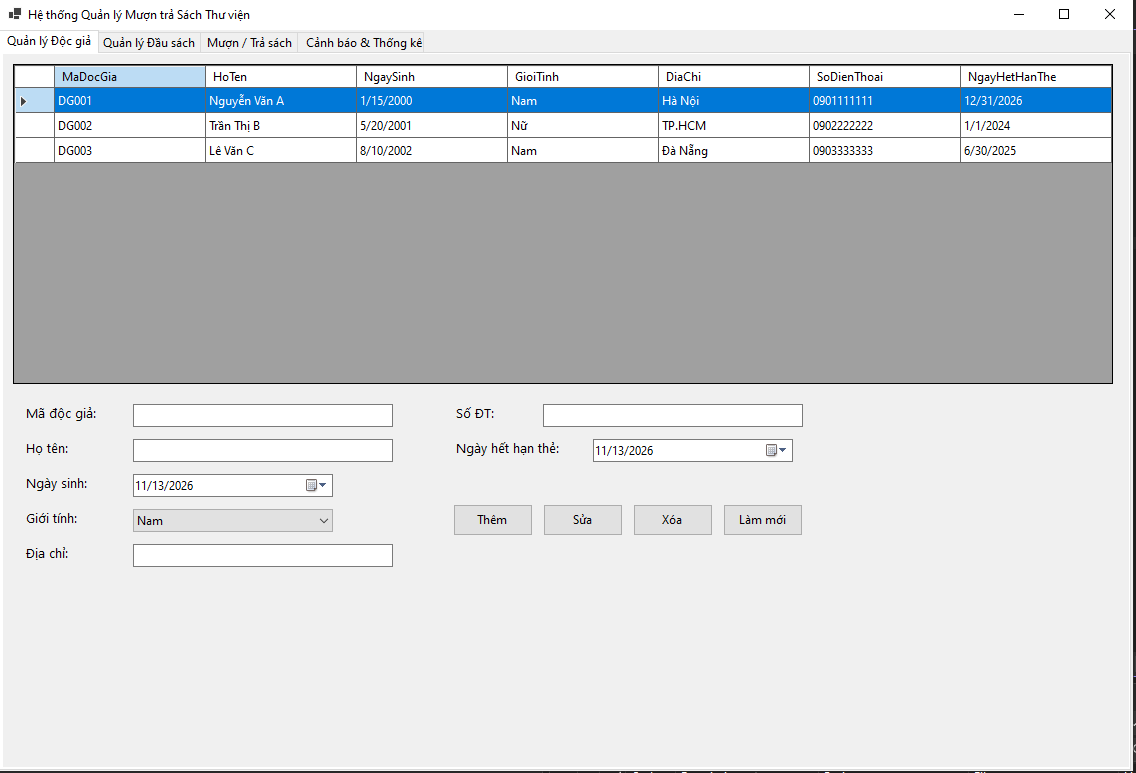 Hệ thống Quản lý Mượn trả Sách Thư viện
Quản lý Độc giả Quản lý Đầu sách Mượn / Trả sách Cảnh báo & Thống kê
MaDocGia HoTen NgaySinh GioiTinh DiaChi SoDienThoai NgayHetHanThe
DG001 Nguyễn Văn A 1/15/2000 Nam Hà Nội 0901111111 12/31/2026
DG002 Trần Thị B 5/20/2001 Nữ TP.HCM 0902222222 1/1/2024
DG003 Lê Văn C 8/10/2002 Nam Đà Nẵng 0903333333 6/30/2025
Mã độc giả: Số ĐT:
Họ tên: Ngày hết hạn thẻ: 11/13/2026
Ngày sinh: 11/13/2026
Giới tính: Nam Thêm Sửa Xóa Làm mới
Địa chỉ: